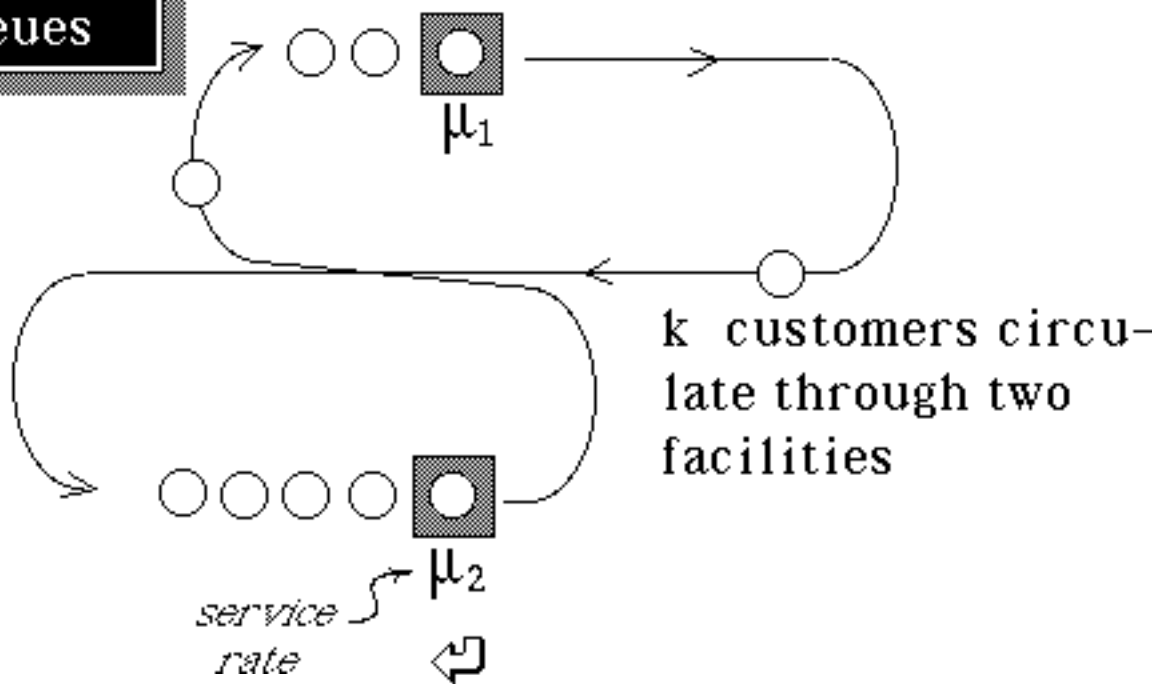 eues
μ1
k customers circu-
late through two
facilities
μ2
service
rate